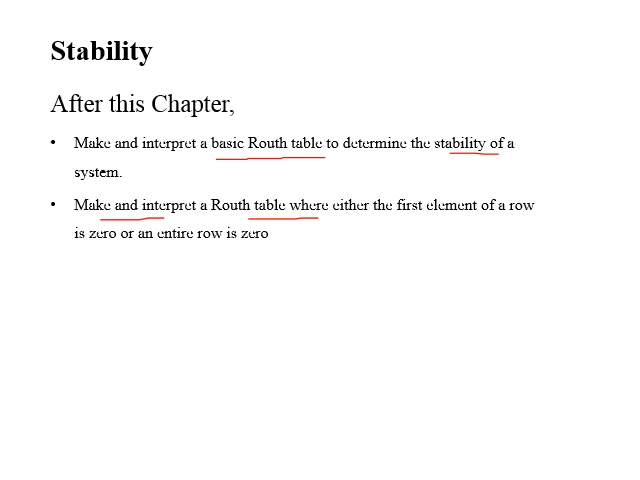 Stability
After this Chapter,
• Make and interpret a basic Routh table to determine the stability of a
system.
• Make and interpret a Routh table where either the first element of a row
is zero or an entire row is zero